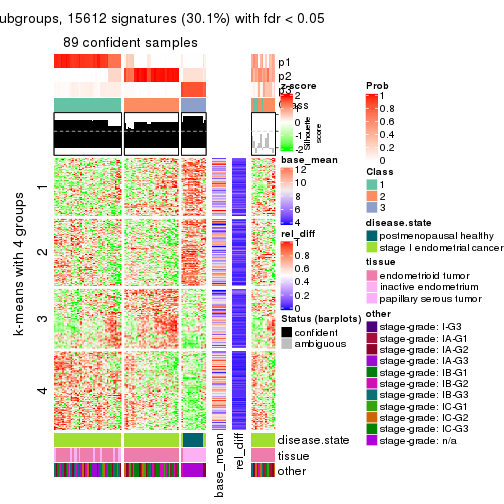 ubgroups, 15612 signatures (30.1%) with fdr < 0.05
89 confident samples
p1
p2
p3
Class
Silhouette
score
z-score
2
1
0
-1
-2
base_mean
12
10
8
6
4
rel_diff
1
0.8
0.6
0.4
0.2
0
Status (barplots)
confident
ambiguous
Prob
1
0.8
0.6
0.4
0.2
0
Class
1
2
3
disease.state
postmenopausal healthy
stage I endometrial cancer
tissue
endometrioid tumor
inactive endometrium
papillary serous tumor
other
stage-grade: I-G3
stage-grade: IA-G1
stage-grade: IA-G2
stage-grade: IA-G3
stage-grade: IB-G1
stage-grade: IB-G2
stage-grade: IB-G3
stage-grade: IC-G1
stage-grade: IC-G2
stage-grade: IC-G3
stage-grade: n/a
k-means with 4 groups
1
2
3
4
disease.state
tissue
other
base_mean
rel_diff